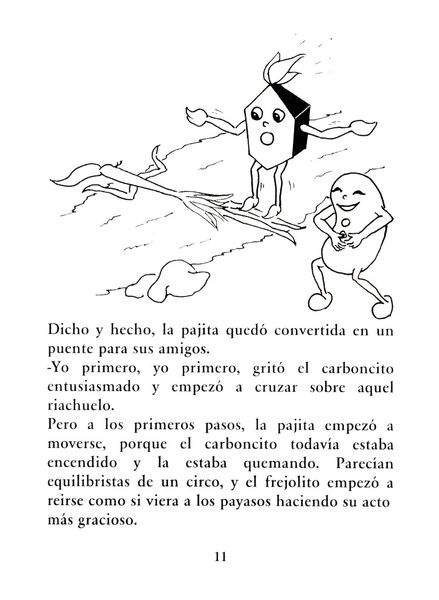 Dicho y hecho, la pajita quedó convertida en un
puente para sus amigos.
-Yo primero, yo primero, gritó el carboncito
entusiasmado y empezó a cruzar sobre aquel
riachuelo.
Pero a los primeros pasos, la pajita empezó a
moverse, porque el carboncito todavía estaba
encendido y la estaba quemando. Parecían
equilibristas de un circo, y el frejolito empezó a
reirse como si viera a los payasos haciendo su acto
más gracioso.
11